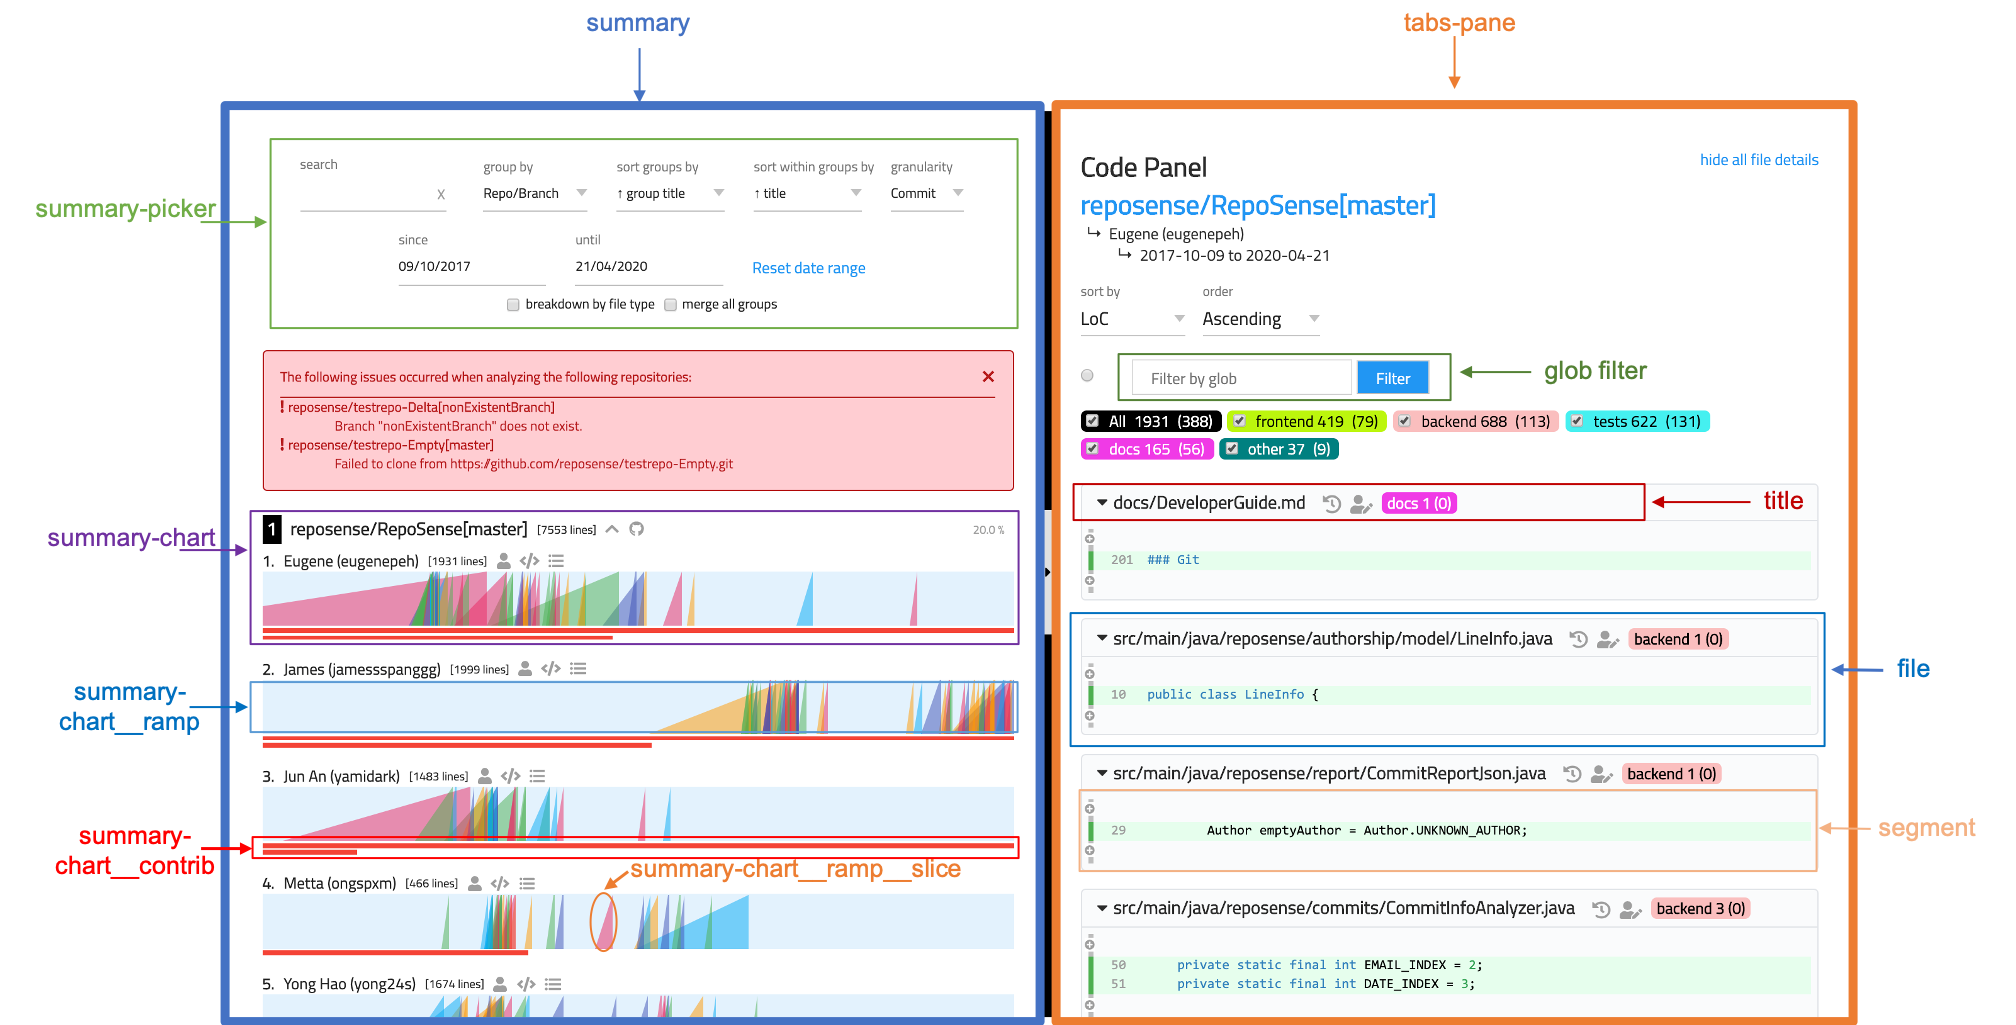 summary
tabs-pane
summary-picker
search
X
group by
Repo/Branch
sort groups by
↑ group title
sort within groups by
↑ title
granularity
Commit
since
09/10/2017
until
21/04/2020
Reset date range
breakdown by file type
merge all groups
The following issues occurred when analyzing the following repositories:
! reposense/testrepo-Delta[nonExistentBranch]
Branch "nonExistentBranch" does not exist.
! reposense/testrepo-Empty[master]
Failed to clone from https://github.com/reposense/testrepo-Empty.git
summary-chart
1 reposense/RepoSense[master] [7553 lines]
20.0 %
1. Eugene (eugenepeh) [1931 lines]
2. James (jamessspanggg) [1999 lines]
summary-
chart__ramp
3. Jun An (yamidark) [1483 lines]
summary-
chart__contrib
summary-chart__ramp__slice
4. Metta (ongspxm) [466 lines]
5. Yong Hao (yong24s) [1674 lines]
Code Panel
hide all file details
reposense/RepoSense[master]
Eugene (eugenepeh)
2017-10-09 to 2020-04-21
sort by
LoC
order
Ascending
Filter by glob
Filter
glob filter
All 1931 (388)
frontend 419 (79)
backend 688 (113)
tests 622 (131)
docs 165 (56)
other 37 (9)
docs/DeveloperGuide.md
docs 1 (0)
title
201 ### Git
src/main/java/reposense/authorship/model/LineInfo.java
backend 1 (0)
file
10 public class LineInfo {
src/main/java/reposense/report/CommitReportJson.java
backend 1 (0)
29 Author emptyAuthor = Author.UNKNOWN_AUTHOR;
segment
src/main/java/reposense/commits/CommitInfoAnalyzer.java
backend 3 (0)
50 private static final int EMAIL_INDEX = 2;
51 private static final int DATE_INDEX = 3;